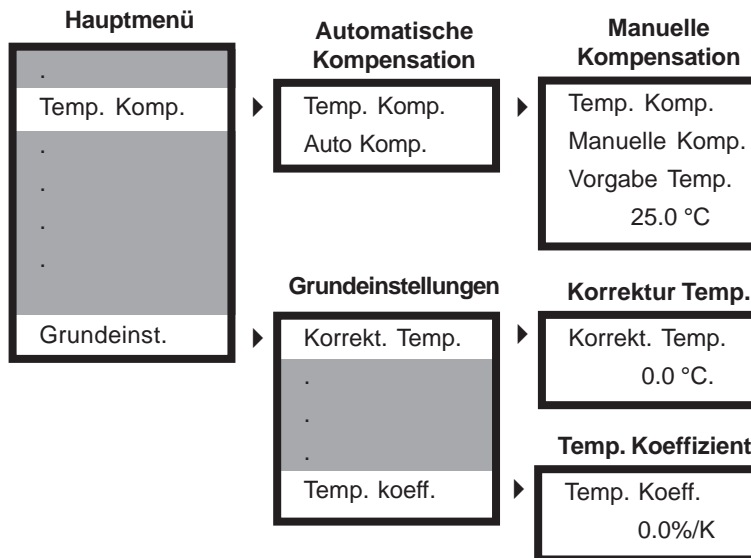 Hauptmenü
.
Temp. Komp.
.
.
.
.
Grundeinst.
Automatische
Kompensation
Temp. Komp.
Auto Komp.
Manuelle
Kompensation
Temp. Komp.
Manuelle Komp.
Vorgabe Temp.
25.0 °C
Grundeinstellungen
Korrekt. Temp.
.
.
.
Temp. koeff.
Korrektur Temp.
Korrekt. Temp.
0.0 °C.
Temp. Koeffizient
Temp. Koeff.
0.0%/K